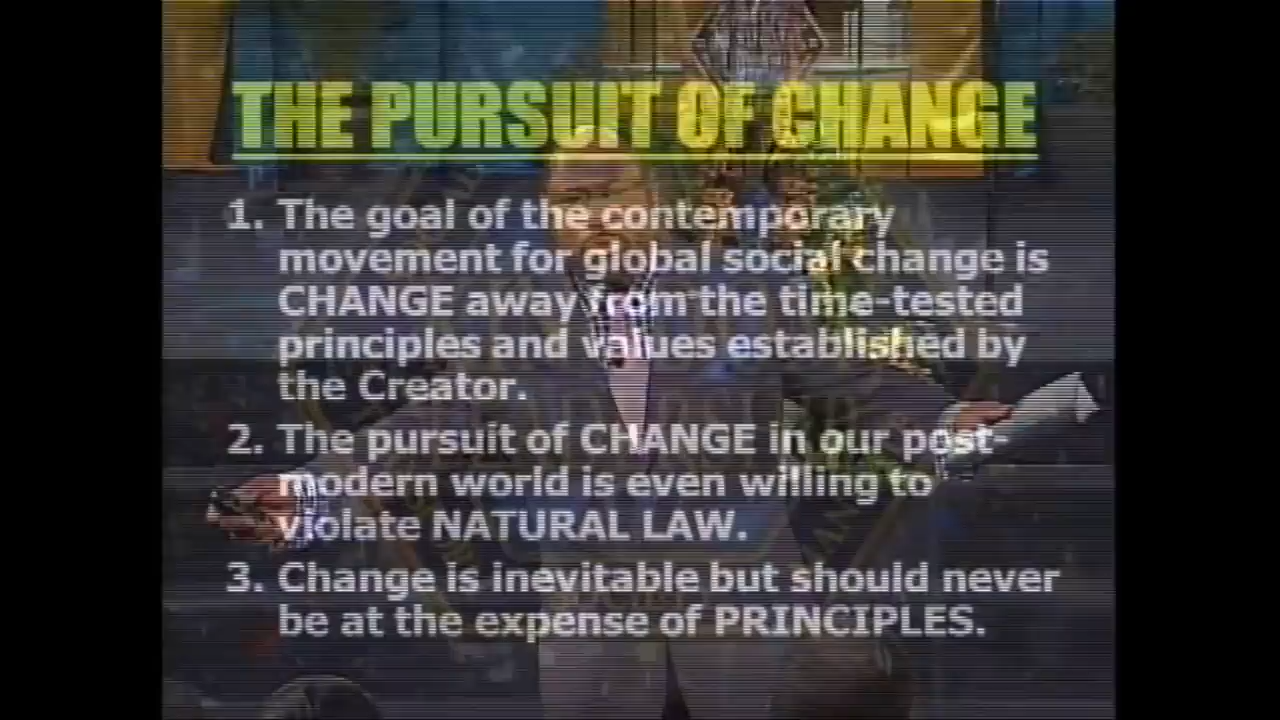 THE PURSUIT OF CHANGE
1. The goal of the contemporary
movement for global social change is
CHANGE away from the time-tested
principles and values established by
the Creator.
2. The pursuit of CHANGE in our post-
modern world is even willing to
violate NATURAL LAW.
3. Change is inevitable but should never
be at the expense of PRINCIPLES.